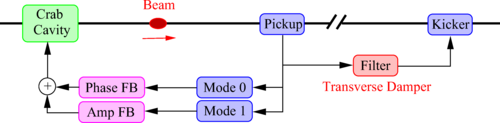 Crab
Cavity
Beam
Pickup
Kicker
Filter
Transverse Damper
+
Phase FB
Mode 0
Amp FB
Mode 1